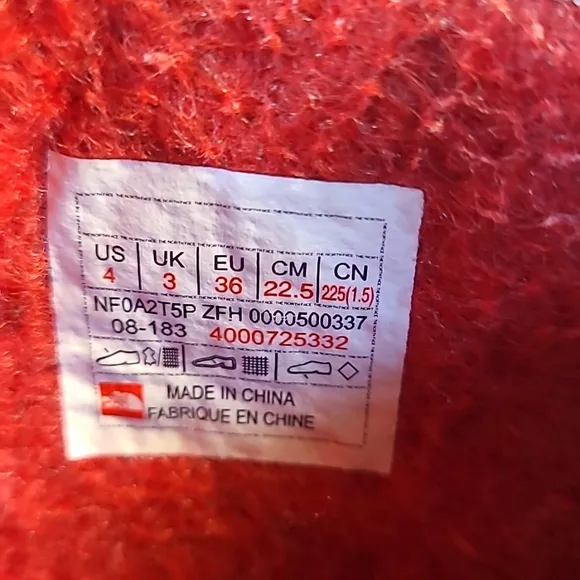 US UK EU CM CN
4 3 36 22.5 225(1.5)
NF0A2T5P ZFH 0000500337
08-183 4000725332
MADE IN CHINA
FABRIQUE EN CHINE